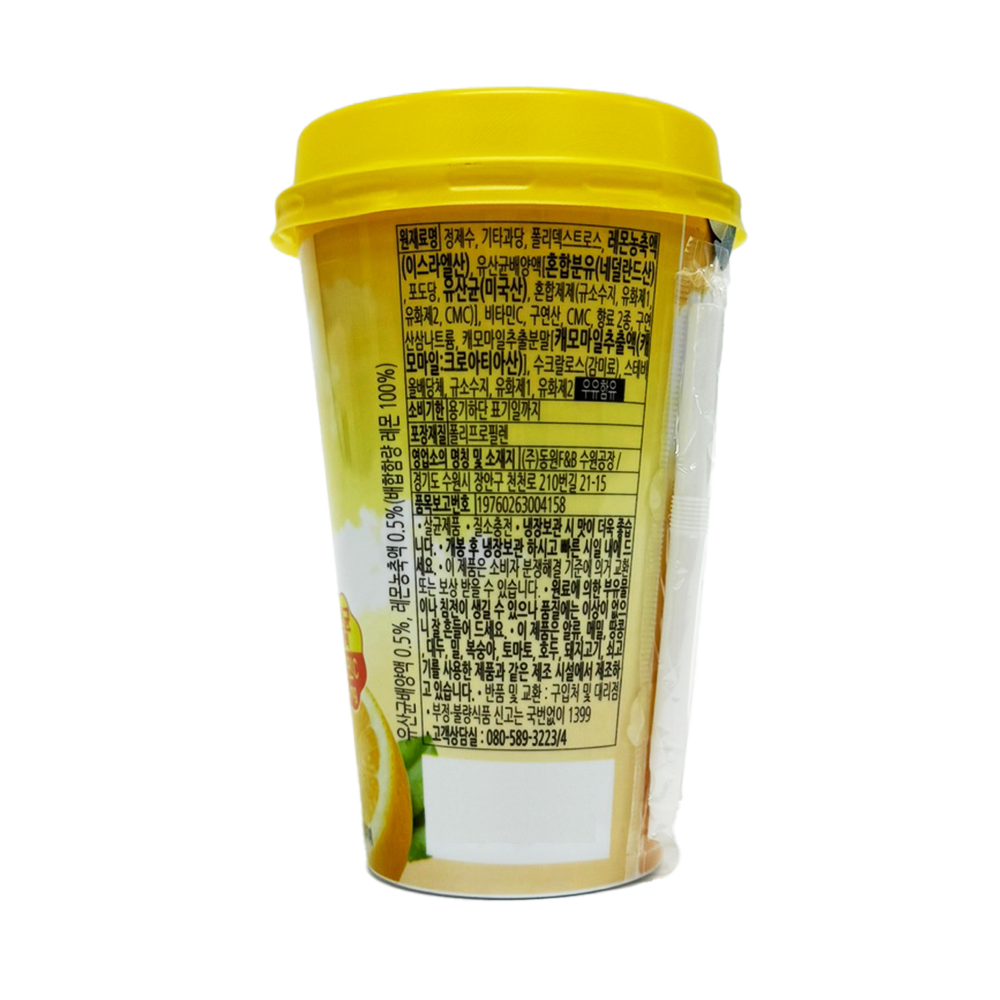 원재료명 정제수, 기타과당, 폴리덱스트로스, 레몬농축액
(이스라엘산), 유산균배양액[혼합분유(네덜란드산)
, 포도당, 유산균(미국산), 혼합제제(규소수지, 유화제1,
유화제2, CMC)], 비타민C, 구연산, CMC, 향료 2종, 구연
산삼나트륨, 캐모마일추출분말[캐모마일추출액(캐
모마일:크로아티아산)], 수크랄로스(감미료), 스테비
올배당체, 규소수지, 유화제1, 유화제2 우유함유
소비기한 용기하단 표기일까지
포장재질 폴리프로필렌
영업소의 명칭 및 소재지 (주)동원F&B 수원공장 /
경기도 수원시 장안구 천천로 210번길 21-15
품목보고번호 19760263004158
·살균제품 ·질소충전 ·냉장보관 시 맛이 더욱 좋습
니다. ·개봉 후 냉장보관 하시고 빠른 시일 내에 드
세요. ·이 제품은 소비자 분쟁해결 기준에 의거 교환
또는 보상 받을 수 있습니다. ·원료에 의한 부유물
이나 침전이 생길 수 있으나 품질에는 이상이 없으
니 잘 흔들어 드세요. ·이 제품은 알류, 메밀, 땅콩
, 대두, 밀, 복숭아, 토마토, 호두, 돼지고기, 쇠고
기를 사용한 제품과 같은 제조 시설에서 제조하
고 있습니다. ·반품 및 교환 : 구입처 및 대리점
·부정·불량식품 신고는 국번없이 1399
·고객상담실 : 080-589-3223/4
유산균배양액 0.5%, 레몬농축액 0.5%(배합함량 레몬 100%)